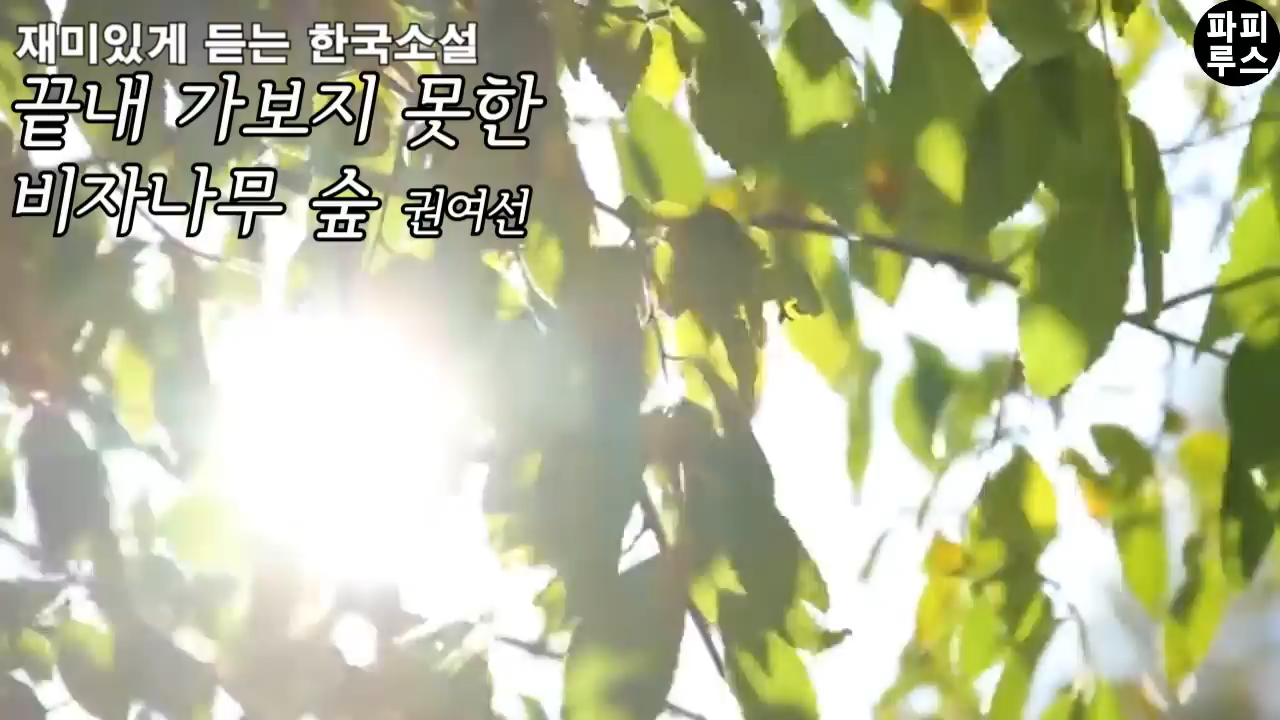 재미있게 듣는 한국소설
끝내 가보지 못한
비자나무 숲 권여선
파피
루스